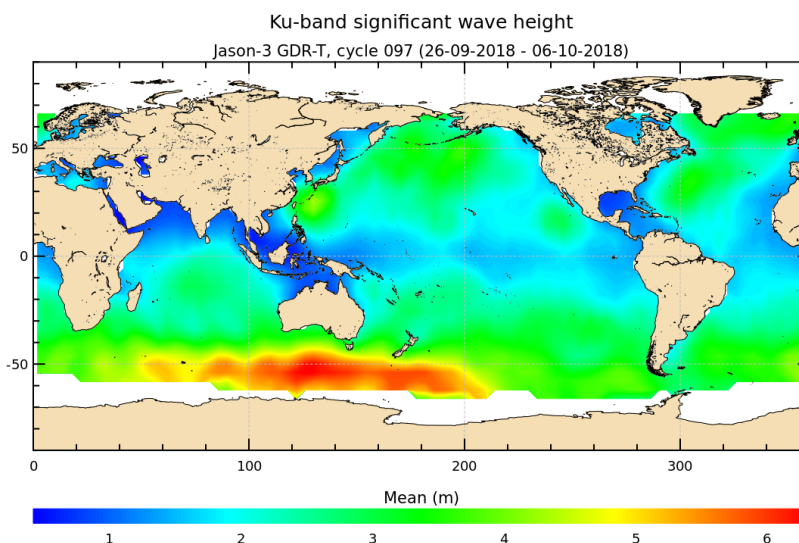 Ku-band significant wave height
Jason-3 GDR-T, cycle 097 (26-09-2018 - 06-10-2018)
50
0
-50
0 100 200 300
Mean (m)
1 2 3 4 5 6